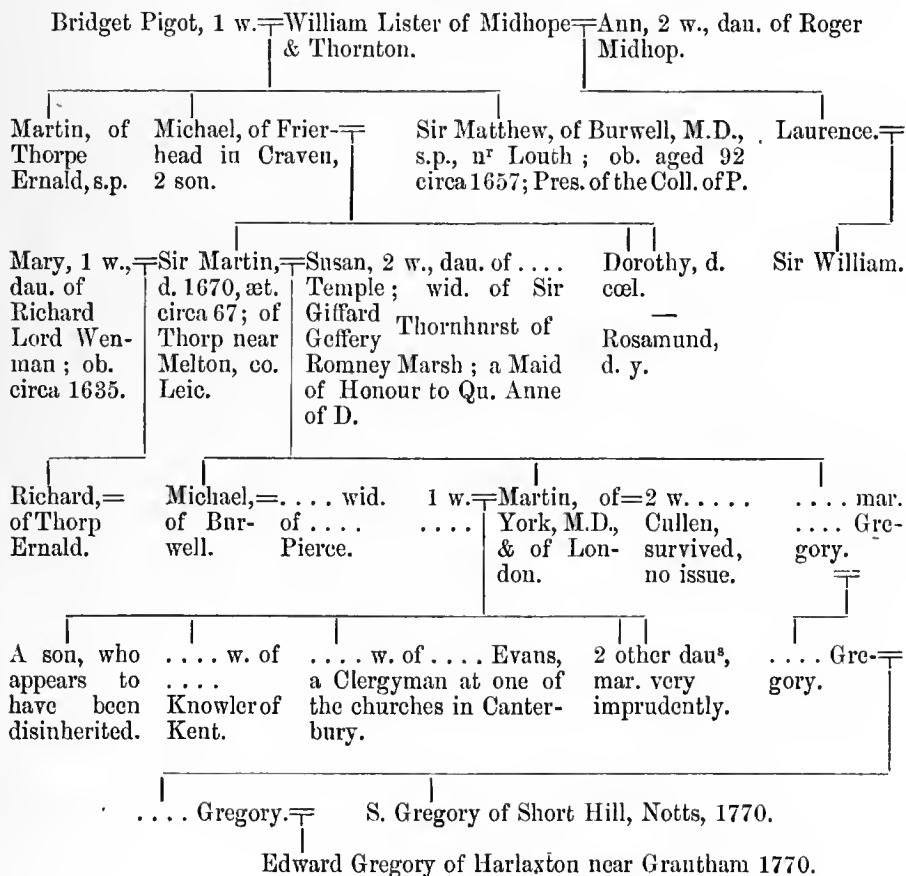 Bridget Pigot, 1 w.=William Lister of Midhope=Ann, 2 w., dau. of Roger
& Thornton.
Midhop.
Martin, of
Thorpe
Ernald, s.p.
Michael, of Frier-=
head in Craven,
2 son.
Sir Matthew, of Burwell, M.D.,
s.p., nʳ Louth ; ob. aged 92
circa 1657; Pres. of the Coll. of P.
Laurence.=
Mary, 1 w.,=
dau. of
Richard
Lord Wen-
man ; ob.
circa 1635.
Sir Martin,=
d. 1670, æt.
circa 67; of
Thorp near
Melton, co.
Leic.
Susan, 2 w., dau. of ....
Temple ; wid. of Sir
Giffard
Geffery Thornhurst of
Romney Marsh ; a Maid
of Honour to Qu. Anne
of D.
Dorothy, d.
cœl.
—
Rosamund,
d. y.
Sir William.
Richard,=
of Thorp
Ernald.
Michael,=
of Bur-
well.
.... wid.
of ....
Pierce.
1 w.=
....
Martin, of=
York, M.D.,
& of Lon-
don.
2 w. ....
Cullen,
survived,
no issue.
.... mar.
.... Gre-
gory.
=
A son, who
appears to
have been
disinherited.
.... w. of
....
Knowler of
Kent.
.... w. of .... Evans,
a Clergyman at one of
the churches in Canter-
bury.
2 other dauˢ,
mar. very
imprudently.
.... Gre-=
gory.
.... Gregory.=
S. Gregory of Short Hill, Notts, 1770.
Edward Gregory of Harlaxton near Grantham 1770.